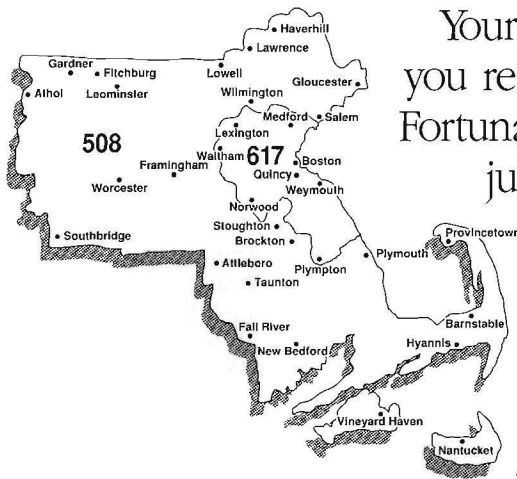 Your
you re
Fortuna
ju
Haverhill
Lawrence
Gardner
Fitchburg
Lowell
Athol
Leominster
Wilmington
Gloucester
Medford
Salem
Lexington
508
617
Waltham
Boston
Framingham
Quincy
Worcester
Weymouth
Norwood
Stoughton
Provincetown
Southbridge
Brockton
Plymouth
Attleboro
Plympton
Taunton
Barnstable
Fall River
Hyannis
New Bedford
Vineyard Haven
Nantucket